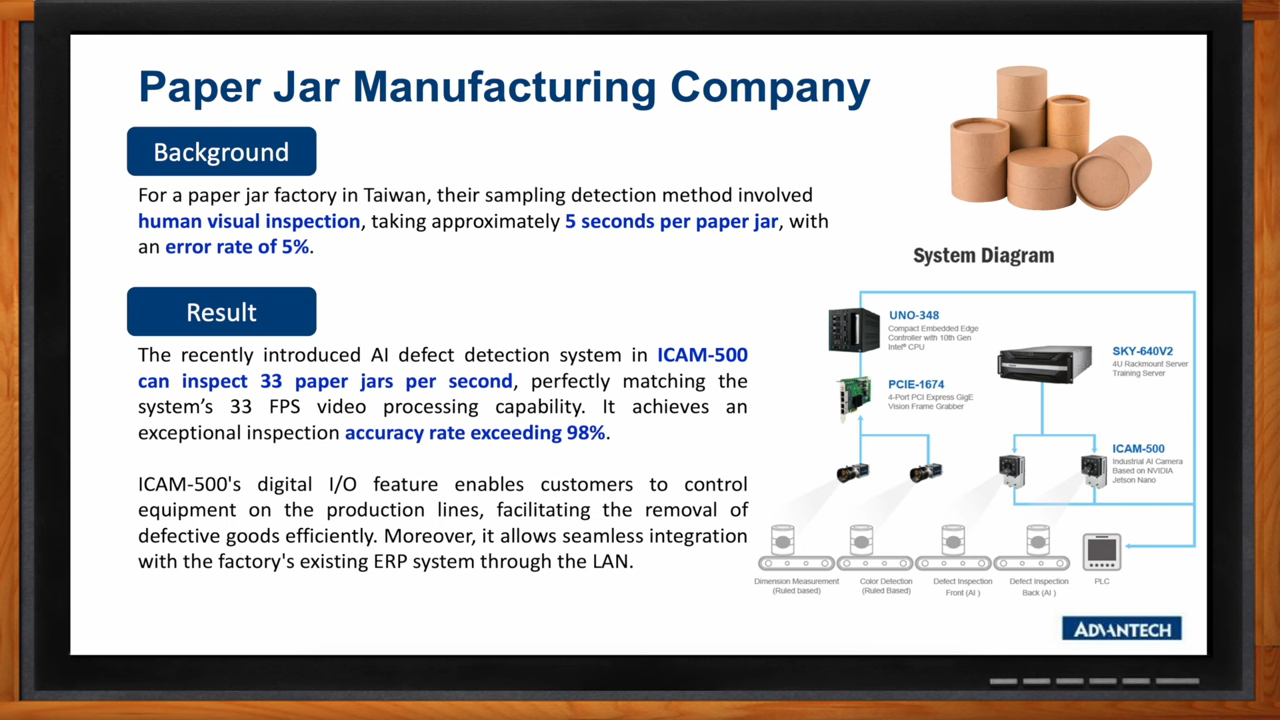 Paper Jar Manufacturing Company
Background
For a paper jar factory in Taiwan, their sampling detection method involved
human visual inspection, taking approximately 5 seconds per paper jar, with
an error rate of 5%.
Result
The recently introduced AI defect detection system in ICAM-500
can inspect 33 paper jars per second, perfectly matching the
system’s 33 FPS video processing capability. It achieves an
exceptional inspection accuracy rate exceeding 98%.
ICAM-500's digital I/O feature enables customers to control
equipment on the production lines, facilitating the removal of
defective goods efficiently. Moreover, it allows seamless integration
with the factory's existing ERP system through the LAN.
System Diagram
UNO-348
Compact Embedded Edge
Controller with 10th Gen
Intel® CPU
SKY-640V2
4U Rackmount Server
Training Server
PCIE-1674
4-Port PCI Express GigE
Vision Frame Grabber
ICAM-500
Industrial AI Camera
Based on NVIDIA
Jetson Nano
Dimension Measurement
(Ruled based)
Color Detection
(Ruled Based)
Defect Inspection
Front (AI )
Defect Inspection
Back (AI )
PLC
ADVANTECH